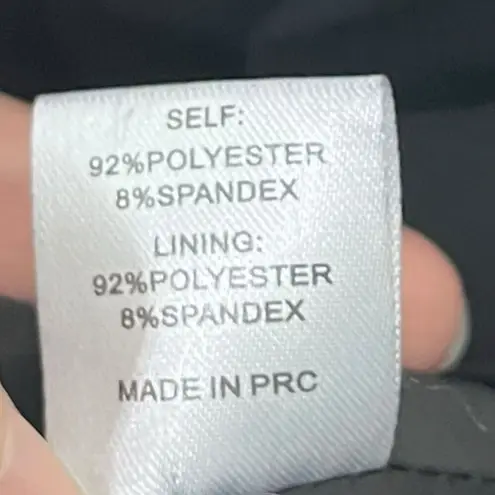 SELF:
92%POLYESTER
8%SPANDEX
LINING:
92%POLYESTER
8%SPANDEX
MADE IN PRC